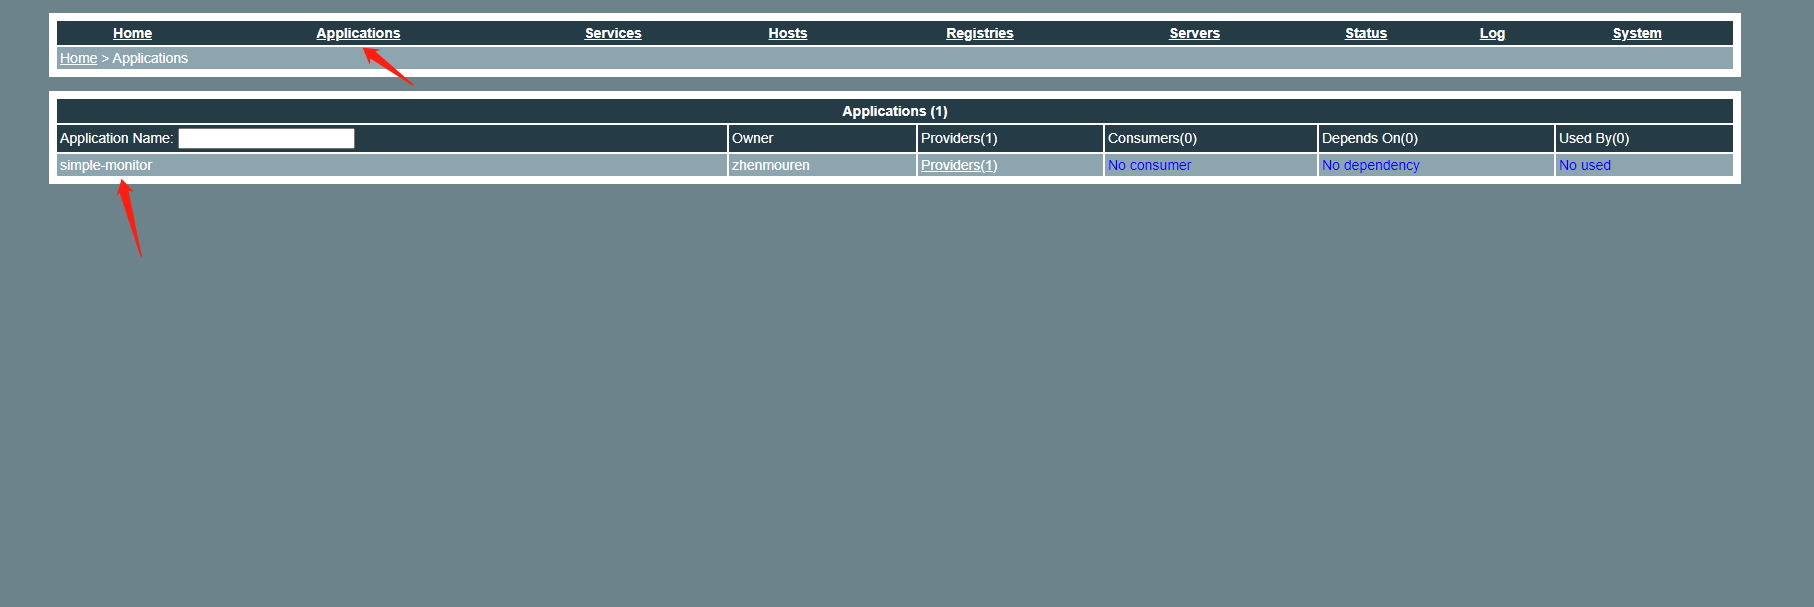 Home Applications Services Hosts Registries Servers Status Log System
Home > Applications
Applications (1)
Application Name: Owner Providers(1) Consumers(0) Depends On(0) Used By(0)
simple-monitor zhenmouren Providers(1) No consumer No dependency No used